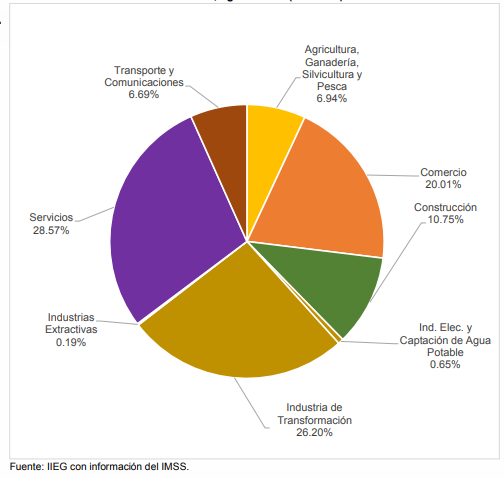 Agricultura,
Ganadería,
Silvicultura y
Pesca
6.94%
Transporte y
Comunicaciones
6.69%
Comercio
20.01%
Construcción
10.75%
Servicios
28.57%
Industrias
Extractivas
0.19%
Ind. Elec. y
Captación de Agua
Potable
0.65%
Industria de
Transformación
26.20%
Fuente: IIEG con información del IMSS.